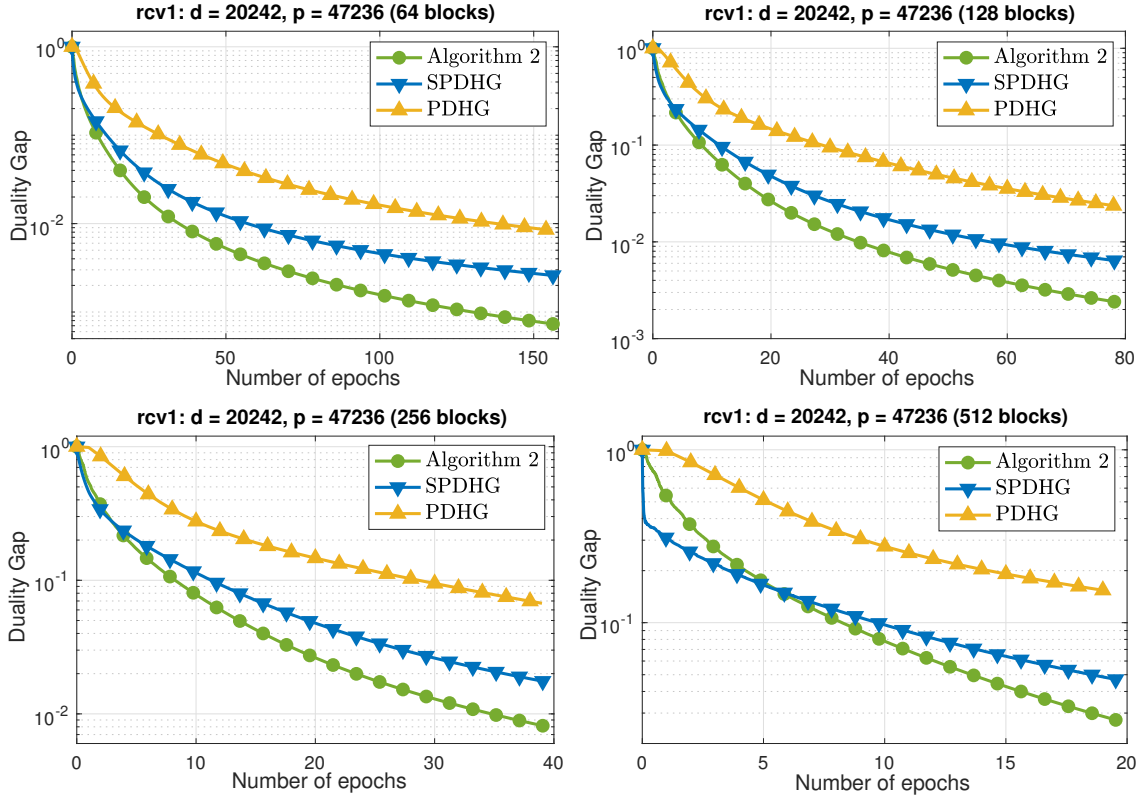 rcv1: d = 20242, p = 47236 (64 blocks)
10^0
10^-2
Duality Gap
Algorithm 2
SPDHG
PDHG
0
50
100
150
Number of epochs
rcv1: d = 20242, p = 47236 (128 blocks)
10^0
10^-1
10^-2
10^-3
Duality Gap
Algorithm 2
SPDHG
PDHG
0
20
40
60
80
Number of epochs
rcv1: d = 20242, p = 47236 (256 blocks)
10^0
10^-1
10^-2
Duality Gap
Algorithm 2
SPDHG
PDHG
0
10
20
30
40
Number of epochs
rcv1: d = 20242, p = 47236 (512 blocks)
10^0
10^-1
Duality Gap
Algorithm 2
SPDHG
PDHG
0
5
10
15
20
Number of epochs